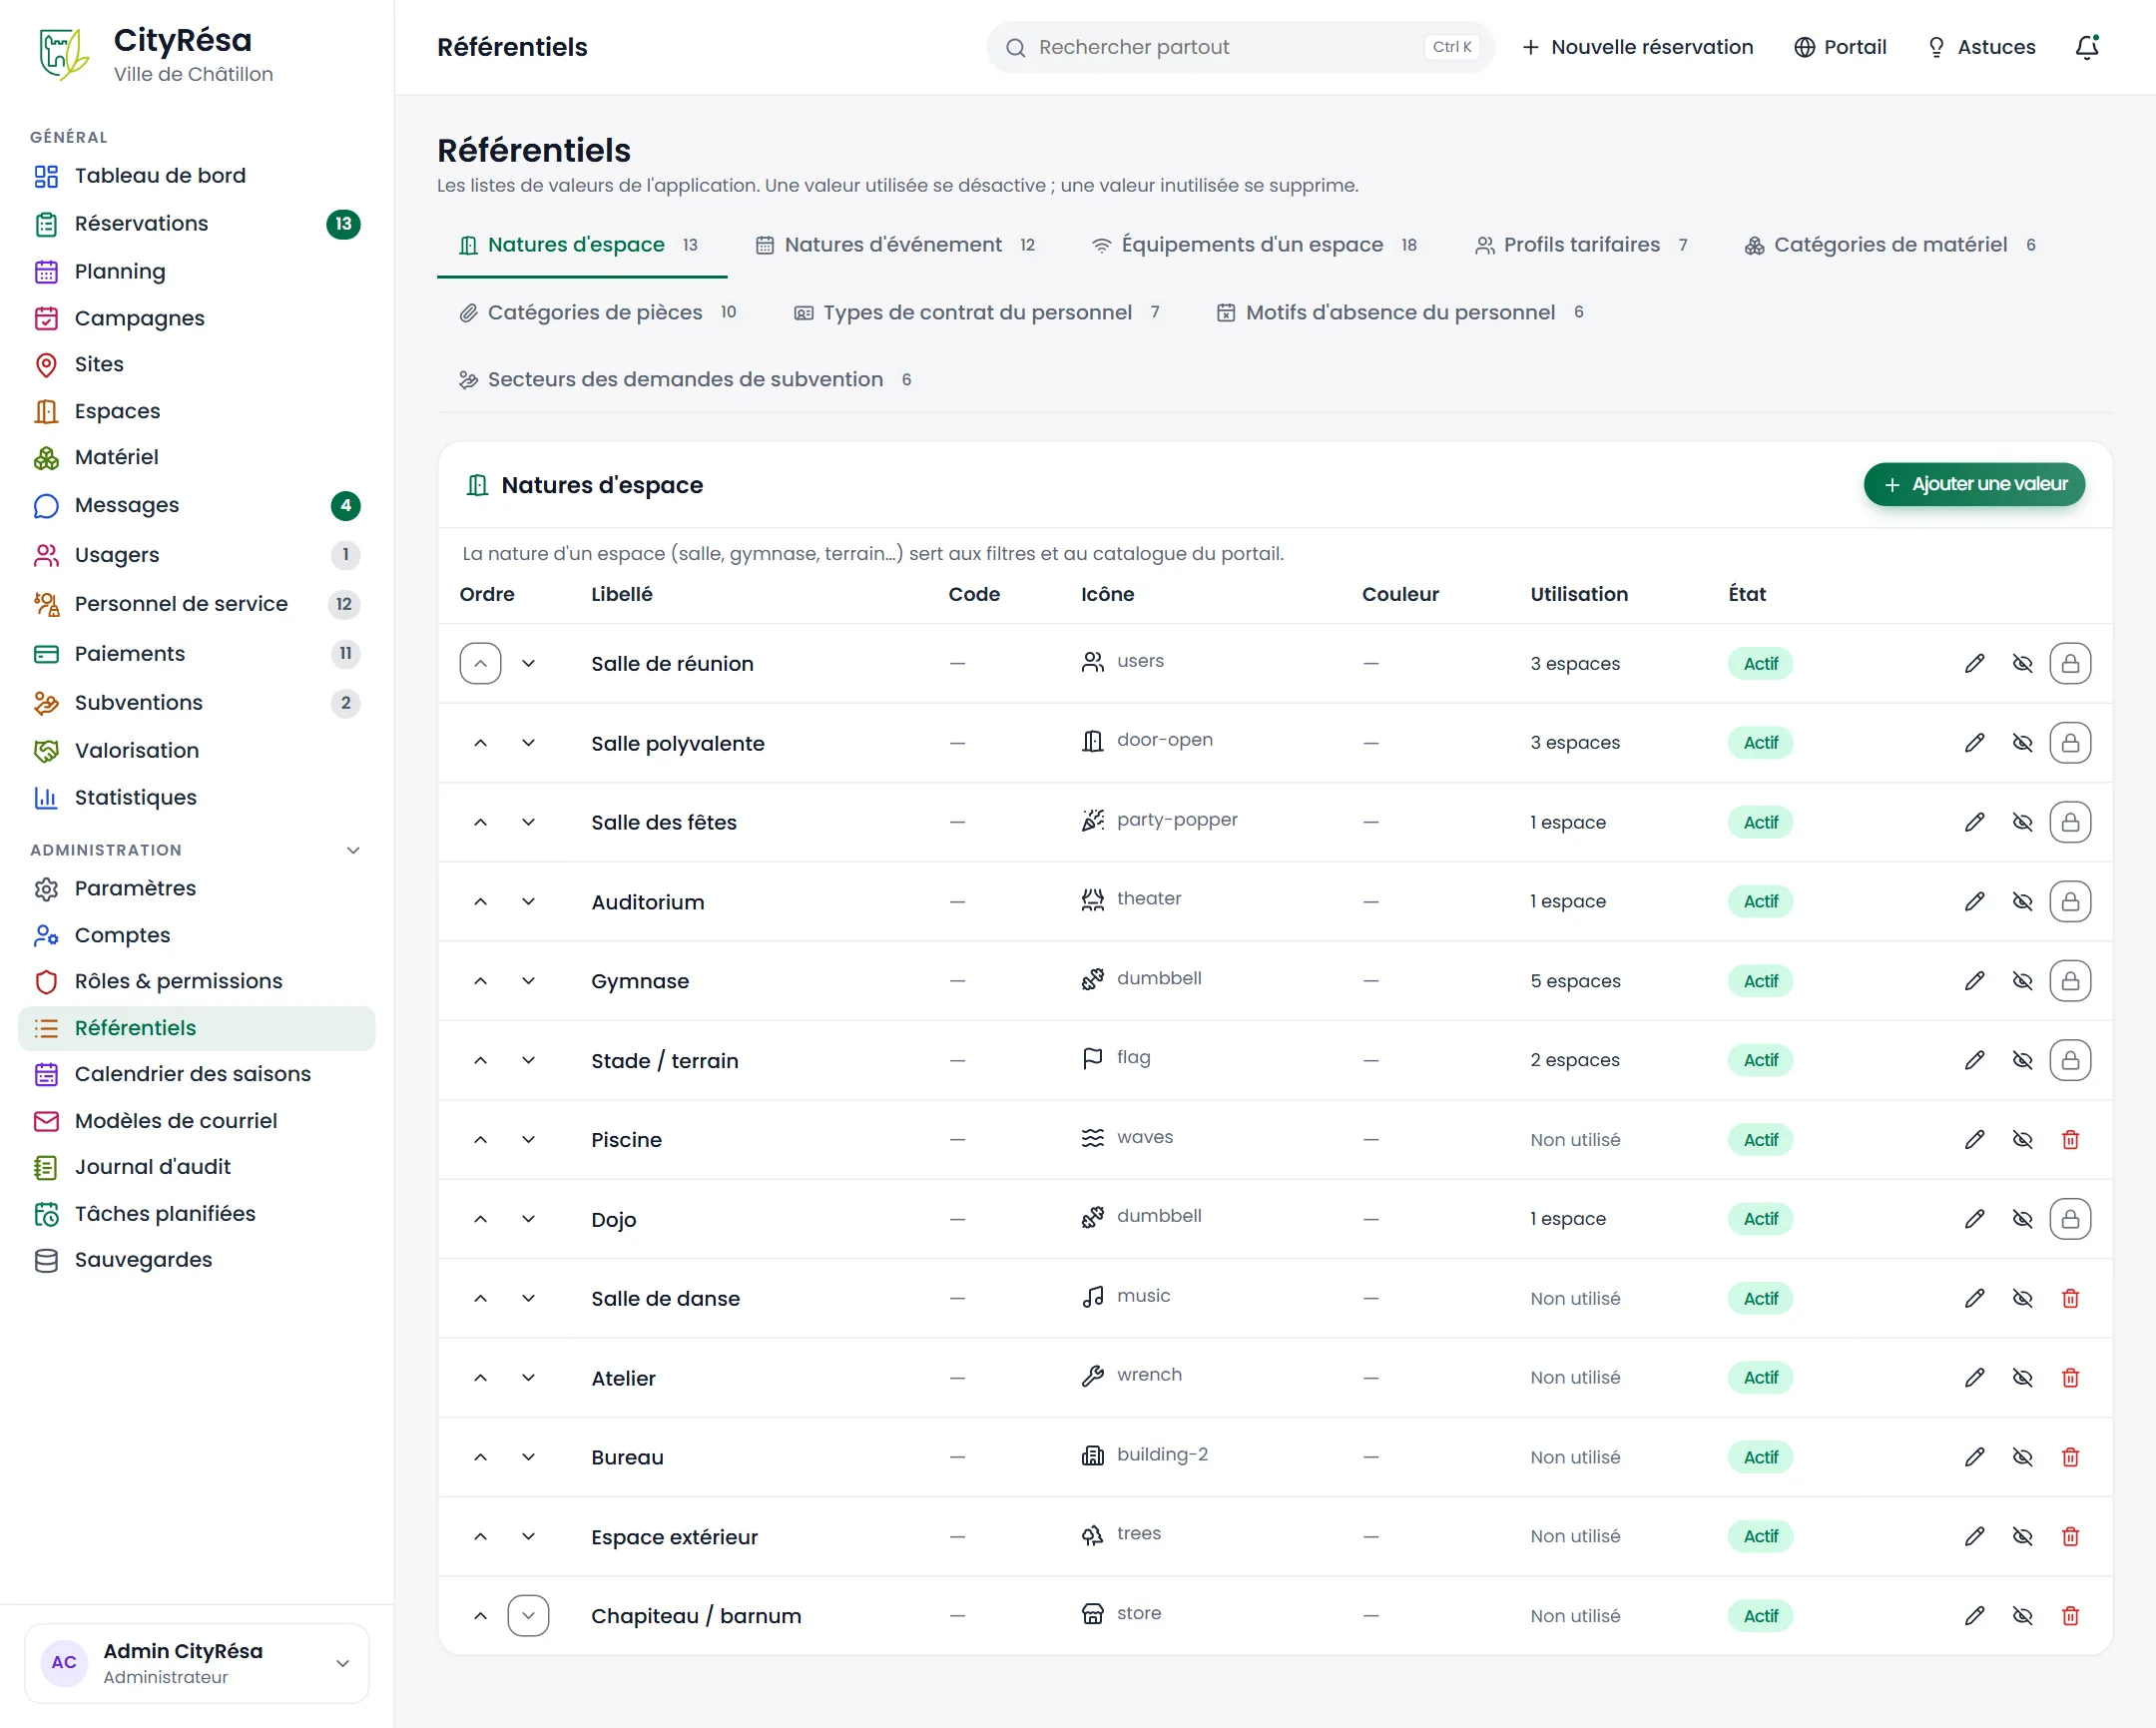 CityRésa
Ville de Châtillon
GÉNÉRAL
Tableau de bord
Réservations 13
Planning
Campagnes
Sites
Espaces
Matériel
Messages 4
Usagers 1
Personnel de service 12
Paiements 11
Subventions 2
Valorisation
Statistiques
ADMINISTRATION
Paramètres
Comptes
Rôles & permissions
Référentiels
Calendrier des saisons
Modèles de courriel
Journal d'audit
Tâches planifiées
Sauvegardes
AC Admin CityRésa
Administrateur
Référentiels Rechercher partout Ctrl K Nouvelle réservation Portail Astuces
Référentiels
Les listes de valeurs de l'application. Une valeur utilisée se désactive ; une valeur inutilisée se supprime.
Natures d'espace 13 Natures d'événement 12 Équipements d'un espace 18 Profils tarifaires 7 Catégories de matériel 6
Catégories de pièces 10 Types de contrat du personnel 7 Motifs d'absence du personnel 6
Secteurs des demandes de subvention 6
Natures d'espace + Ajouter une valeur
La nature d'un espace (salle, gymnase, terrain...) sert aux filtres et au catalogue du portail.
Ordre Libellé Code Icône Couleur Utilisation État
Salle de réunion — users — 3 espaces Actif
Salle polyvalente — door-open — 3 espaces Actif
Salle des fêtes — party-popper — 1 espace Actif
Auditorium — theater — 1 espace Actif
Gymnase — dumbbell — 5 espaces Actif
Stade / terrain — flag — 2 espaces Actif
Piscine — waves — Non utilisé Actif
Dojo — dumbbell — 1 espace Actif
Salle de danse — music — Non utilisé Actif
Atelier — wrench — Non utilisé Actif
Bureau — building-2 — Non utilisé Actif
Espace extérieur — trees — Non utilisé Actif
Chapiteau / barnum — store — Non utilisé Actif